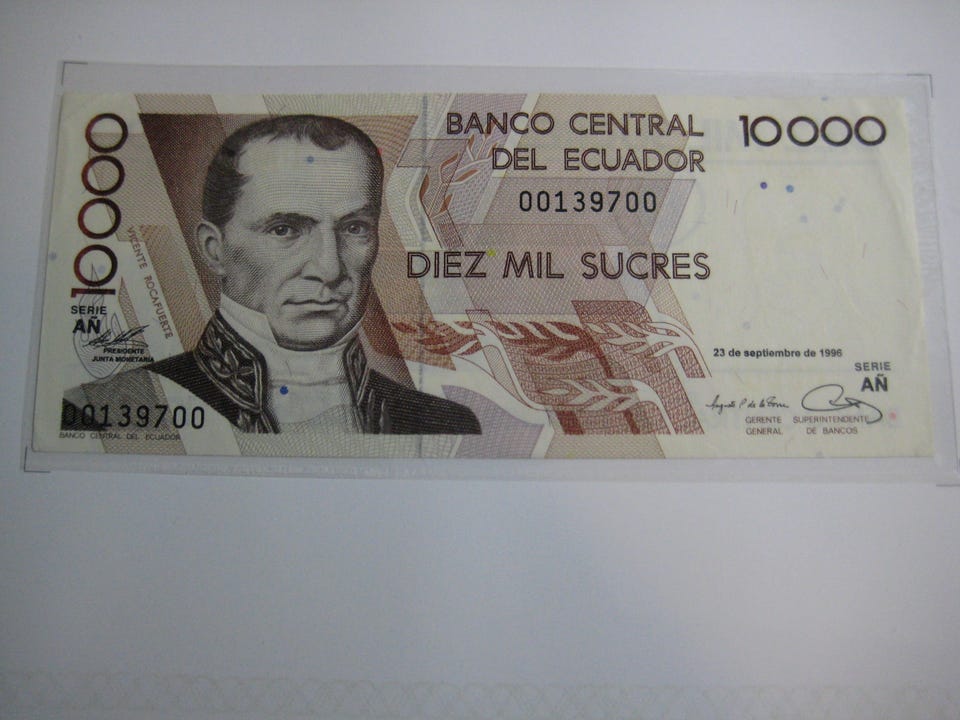 10000
BANCO CENTRAL
DEL ECUADOR
10000
00139700
DIEZ MIL SUCRES
VICENTE ROCAFUERTE
SERIE
AÑ
PRESIDENTE
JUNTA MONETARIA
23 de septiembre de 1996
SERIE
AÑ
GERENTE
GENERAL
SUPERINTENDENTE
DE BANCOS
00139700
BANCO CENTRAL DEL ECUADOR